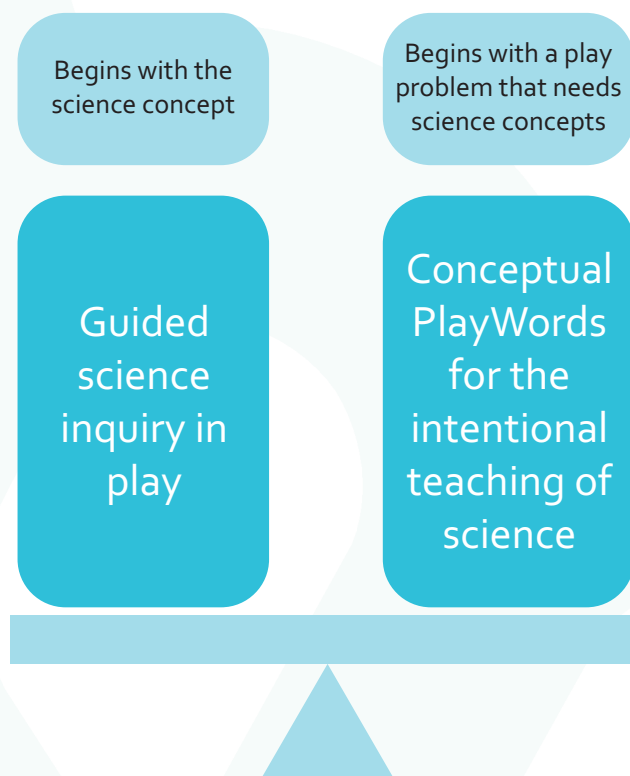 Begins with the
science concept
Begins with a play
problem that needs
science concepts
Guided
science
inquiry in
play
Conceptual
PlayWords
for the
intentional
teaching of
science